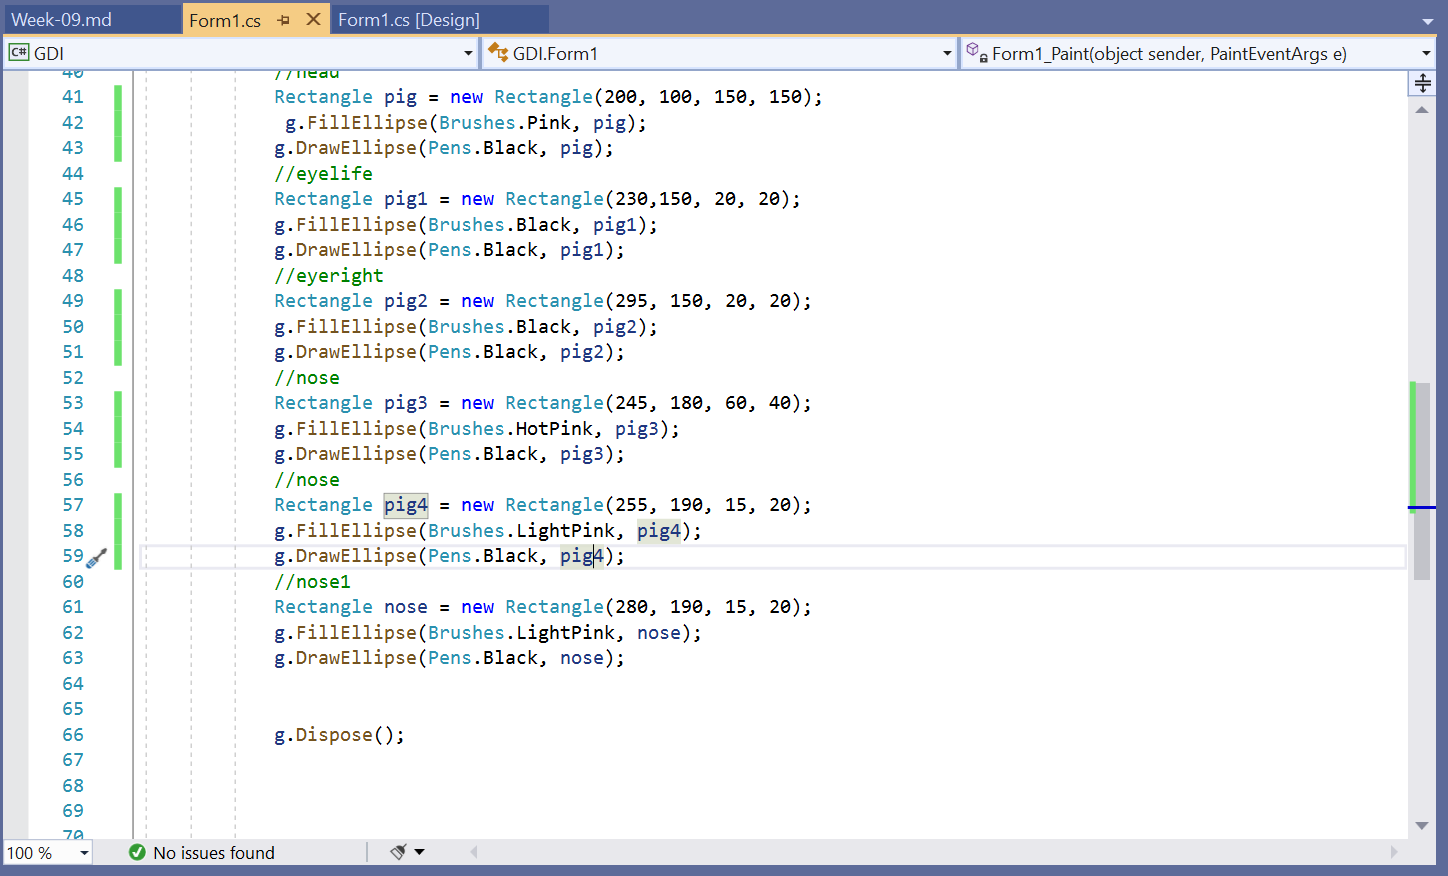 Week-09.md Form1.cs Form1.cs [Design]
C# GDI GDI.Form1 Form1_Paint(object sender, PaintEventArgs e)
40 //head
41 Rectangle pig = new Rectangle(200, 100, 150, 150);
42 g.FillEllipse(Brushes.Pink, pig);
43 g.DrawEllipse(Pens.Black, pig);
44 //eyelife
45 Rectangle pig1 = new Rectangle(230,150, 20, 20);
46 g.FillEllipse(Brushes.Black, pig1);
47 g.DrawEllipse(Pens.Black, pig1);
48 //eyeright
49 Rectangle pig2 = new Rectangle(295, 150, 20, 20);
50 g.FillEllipse(Brushes.Black, pig2);
51 g.DrawEllipse(Pens.Black, pig2);
52 //nose
53 Rectangle pig3 = new Rectangle(245, 180, 60, 40);
54 g.FillEllipse(Brushes.HotPink, pig3);
55 g.DrawEllipse(Pens.Black, pig3);
56 //nose
57 Rectangle pig4 = new Rectangle(255, 190, 15, 20);
58 g.FillEllipse(Brushes.LightPink, pig4);
59 g.DrawEllipse(Pens.Black, pig4);
60 //nose1
61 Rectangle nose = new Rectangle(280, 190, 15, 20);
62 g.FillEllipse(Brushes.LightPink, nose);
63 g.DrawEllipse(Pens.Black, nose);
64
65
66 g.Dispose();
67
68
69
70
100 % No issues found